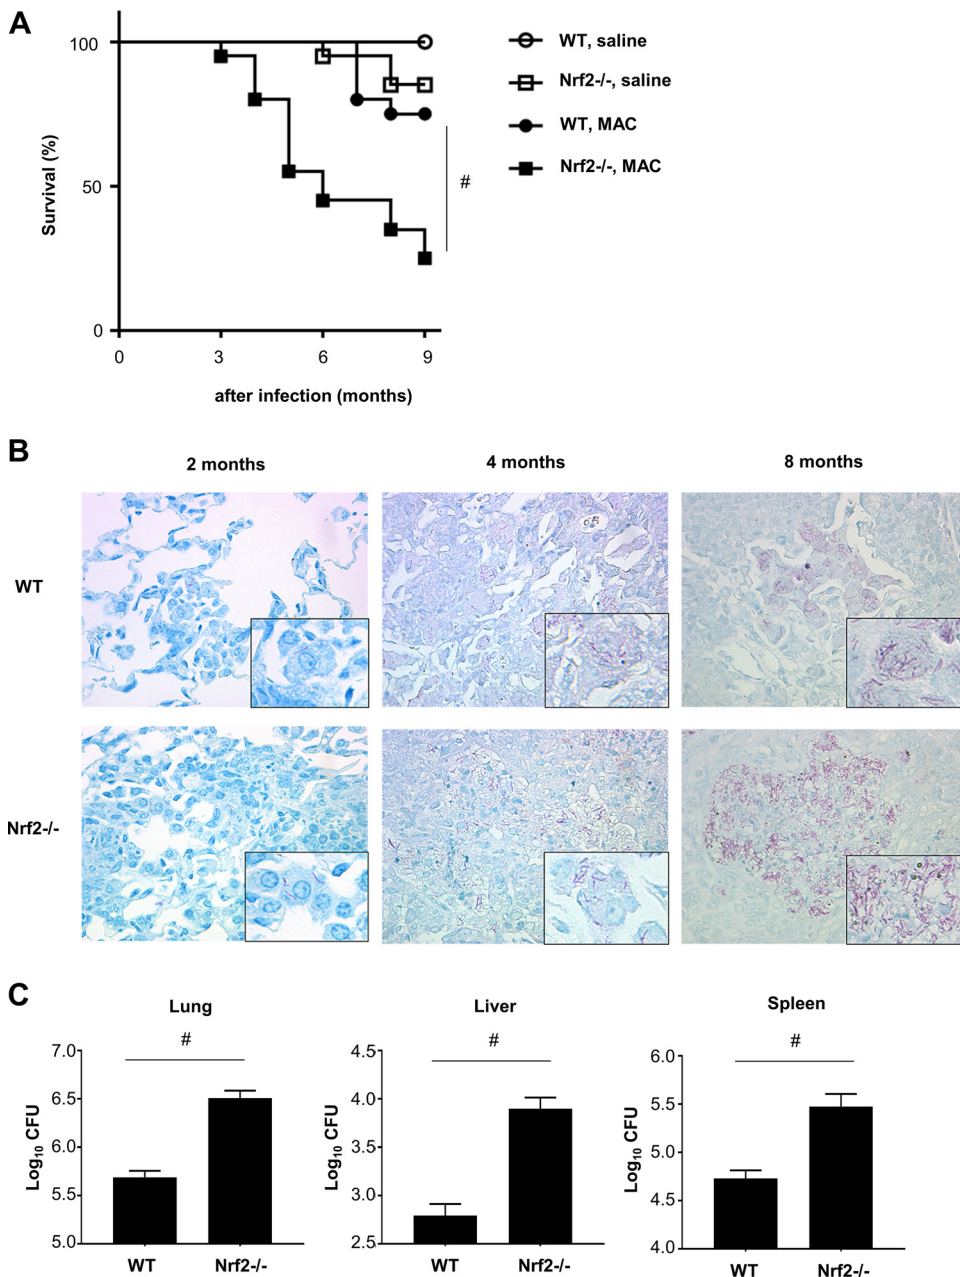 A
100
50
0
Survival (%)
0 3 6 9
after infection (months)
WT, saline
Nrf2-/-, saline
WT, MAC
Nrf2-/-, MAC
#
B
2 months 4 months 8 months
WT
Nrf2-/-
C
Lung
#
7.0
6.5
6.0
5.5
5.0
Log10 CFU
WT Nrf2-/-
Liver
#
4.5
4.0
3.5
3.0
2.5
Log10 CFU
WT Nrf2-/-
Spleen
#
6.0
5.5
5.0
4.5
4.0
Log10 CFU
WT Nrf2-/-